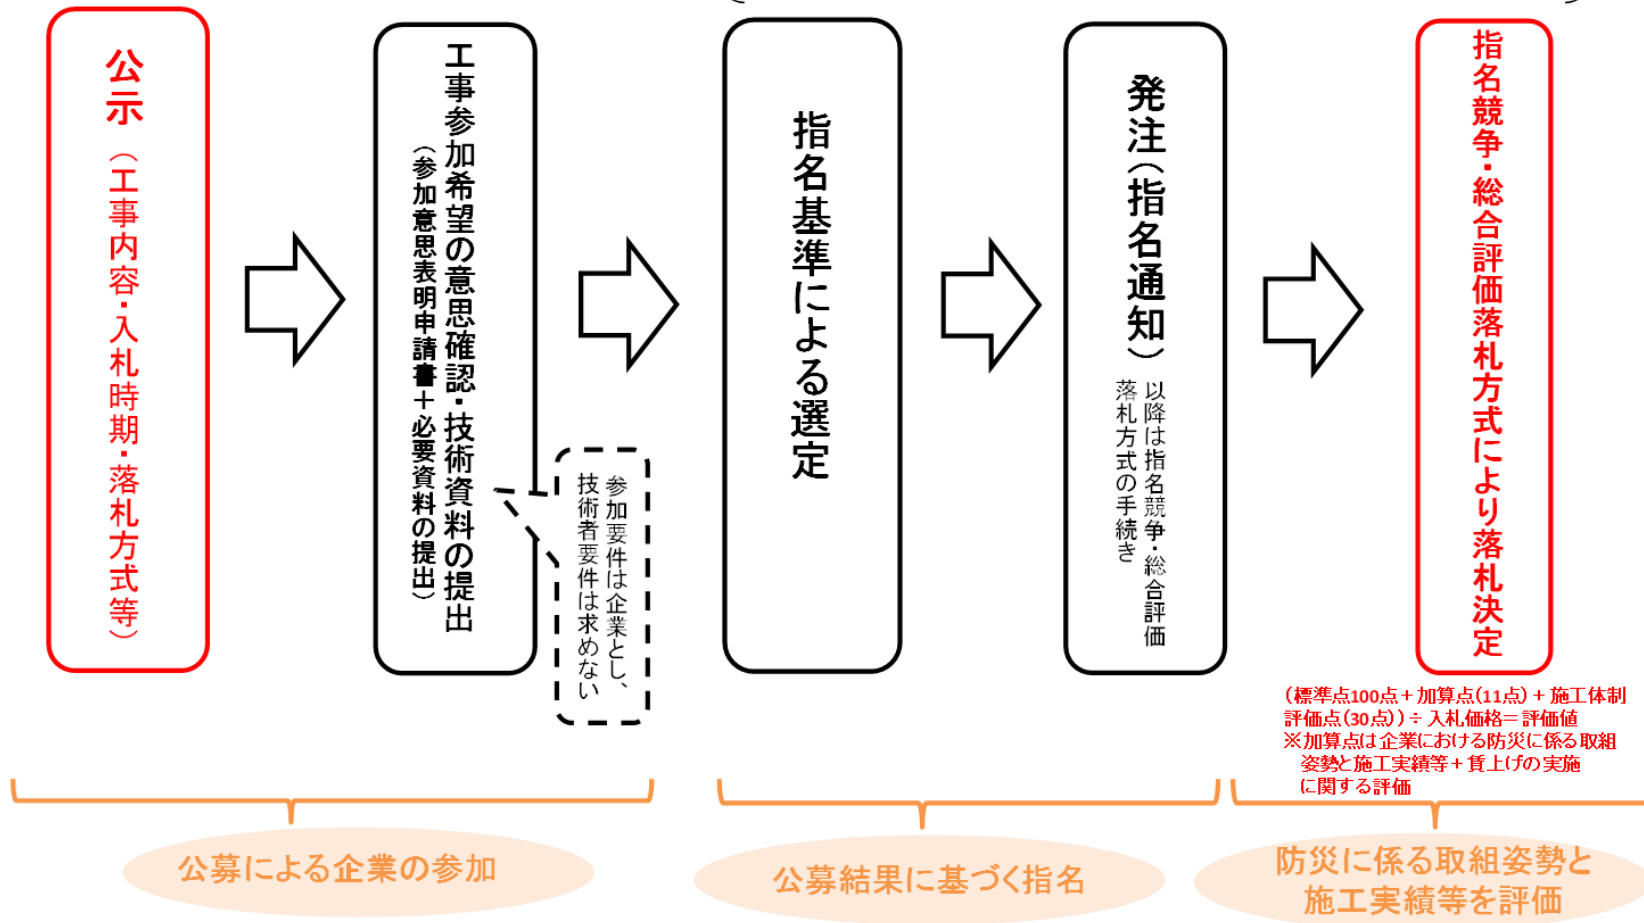 公示
（工事内容・入札時期・落札方式等）
工事参加希望の意思確認・技術資料の提出
（参加意思表明申請書＋必要資料の提出）
参加要件は企業とし、
技術者要件は求めない
指名基準による選定
発注（指名通知）
以降は指名競争・総合評価
落札方式の手続き
指名競争・総合評価落札方式により落札決定
（標準点100点＋加算点(11点)＋施工体制
評価点(30点)）÷入札価格＝評価値
※加算点は企業における防災に係る取組
姿勢と施工実績等＋賃上げの実施
に関する評価
公募による企業の参加
公募結果に基づく指名
防災に係る取組姿勢と
施工実績等を評価